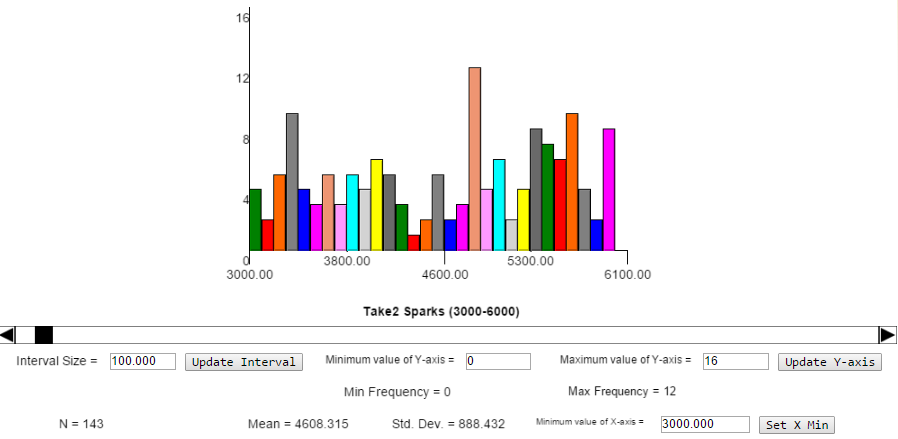 16
12
8
4
0
3000.00 3800.00 4600.00 5300.00 6100.00
Take2 Sparks (3000-6000)
Interval Size = 100.000 Update Interval Minimum value of Y-axis = 0 Maximum value of Y-axis = 16 Update Y-axis
Min Frequency = 0 Max Frequency = 12
N = 143 Mean = 4608.315 Std. Dev. = 888.432 Minimum value of X-axis = 3000.000 Set X Min